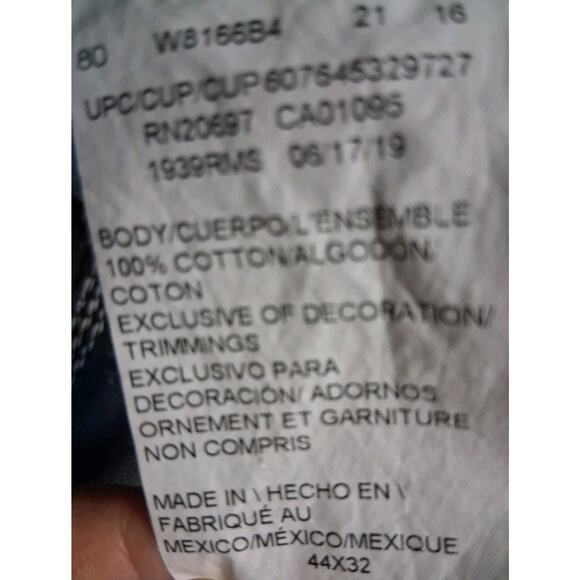 80 W8166B4 21 16
UPC/CUP/CUP 607645329727
RN20697 CA01095
1939RMS 06/17/19
BODY/CUERPO/L'ENSEMBLE
100% COTTON/ALGODÓN/
COTON
EXCLUSIVE OF DECORATION/
TRIMMINGS
EXCLUSIVO PARA
DECORACIÓN/ ADORNOS
ORNEMENT ET GARNITURE
NON COMPRIS
MADE IN \ HECHO EN \
FABRIQUÉ AU
MEXICO/MÉXICO/MEXIQUE
44X32